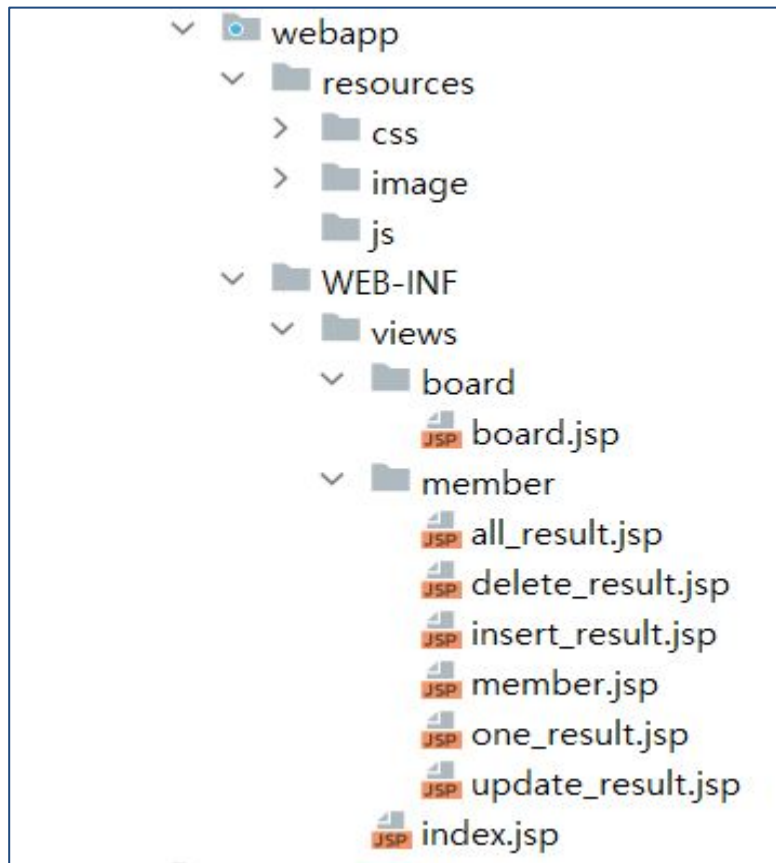 webapp
resources
css
image
js
WEB-INF
views
board
JSP board.jsp
member
JSP all_result.jsp
JSP delete_result.jsp
JSP insert_result.jsp
JSP member.jsp
JSP one_result.jsp
JSP update_result.jsp
JSP index.jsp